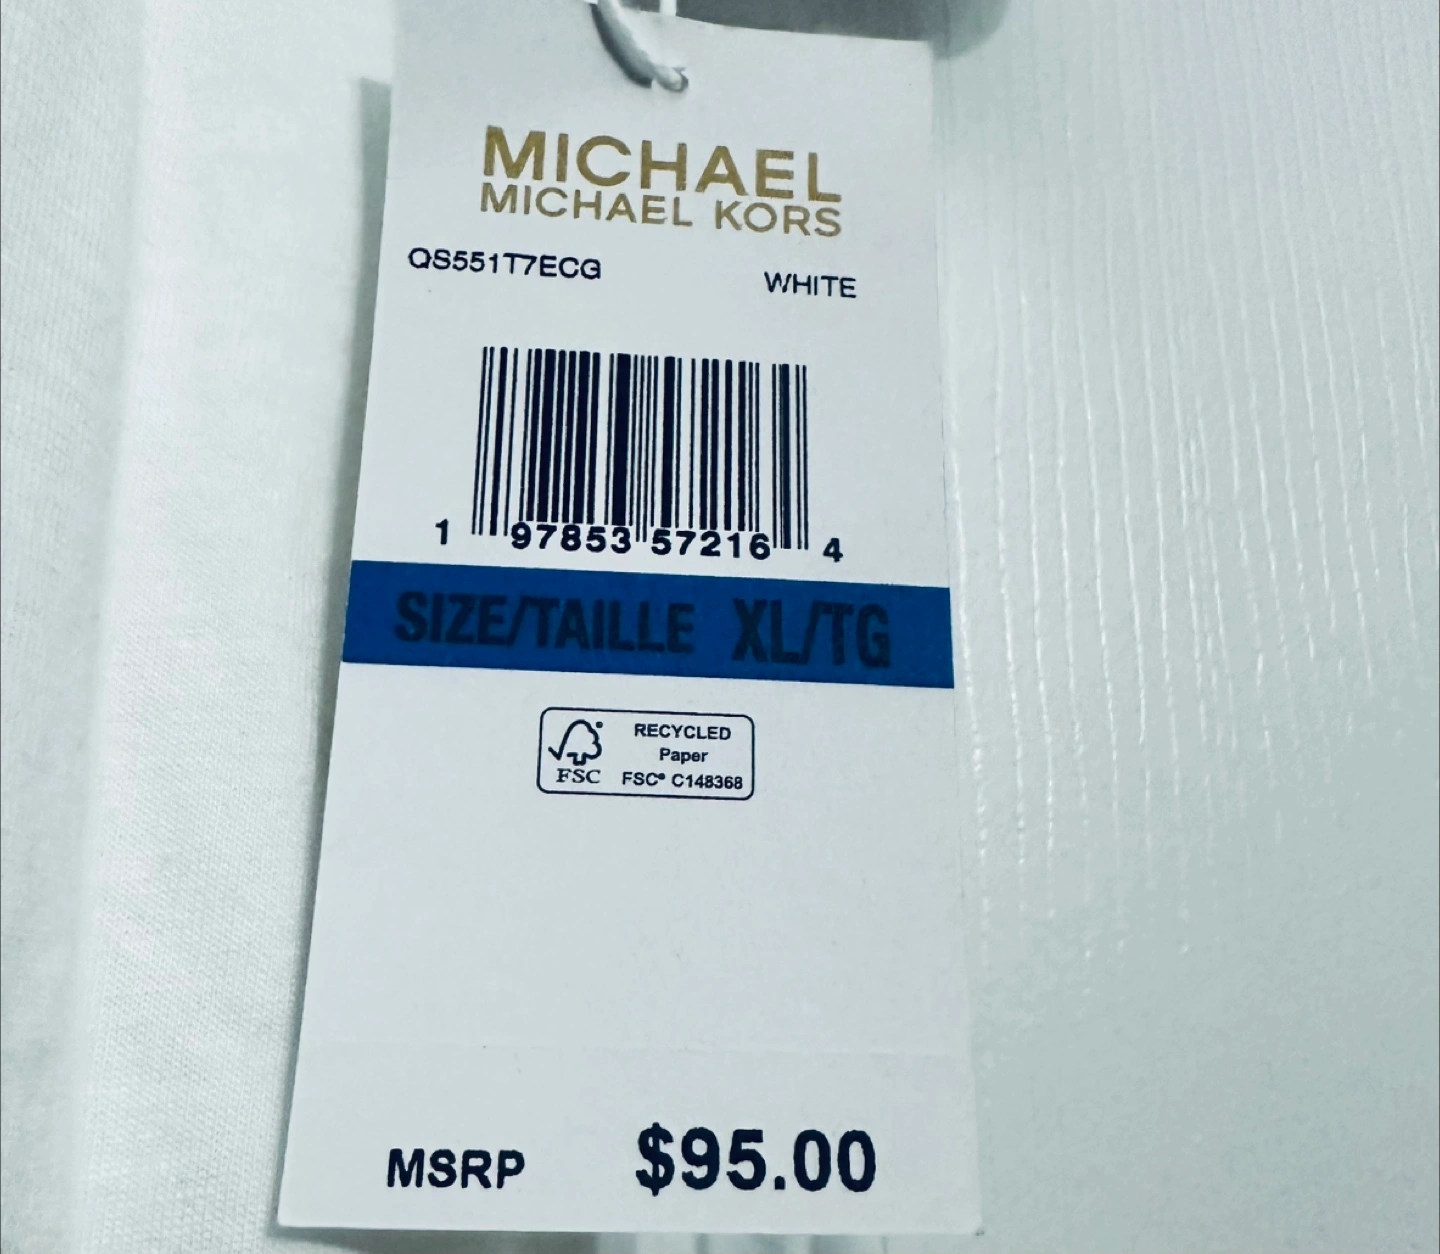 MICHAEL
MICHAEL KORS
QS551T7ECG WHITE
1 97853 57216 4
SIZE/TAILLE XL/TG
RECYCLED
Paper
FSC FSC® C148368
MSRP $95.00